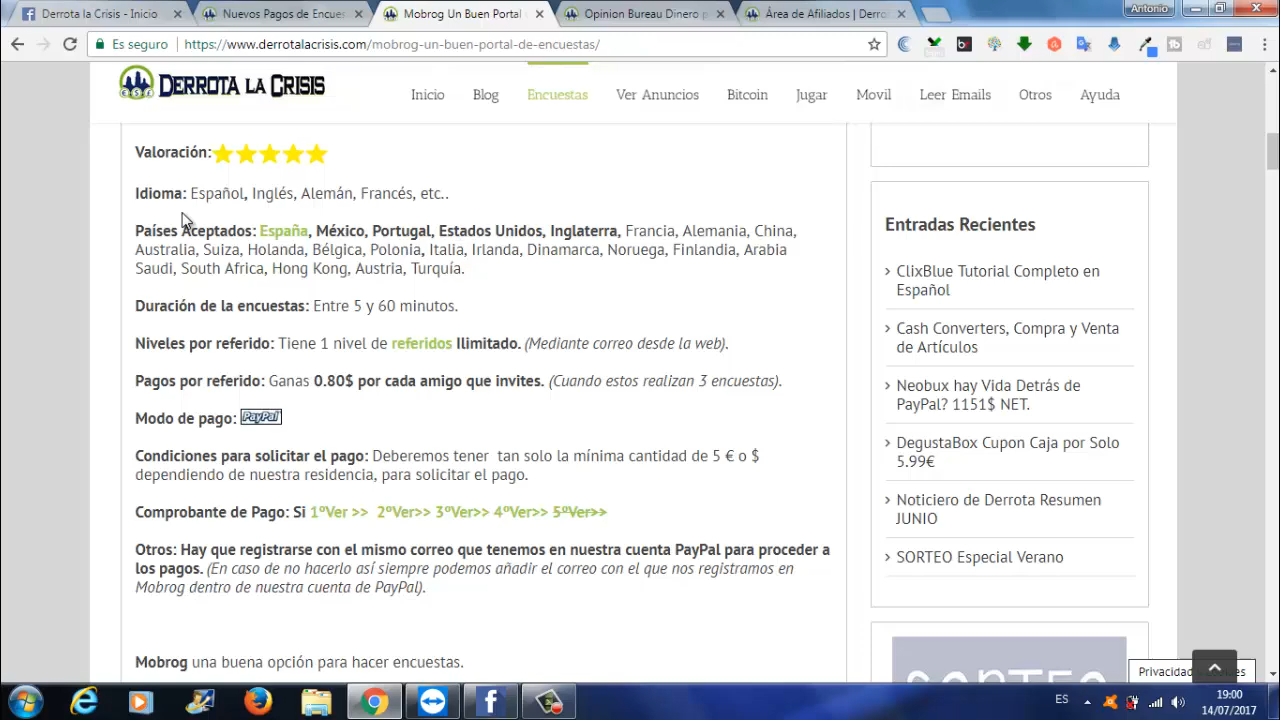 Derrota la Crisis - Inicio
Nuevos Pagos de Encues
Mobrog Un Buen Portal
Opinion Bureau Dinero p
Área de Afiliados | Derro
Antonio
Es seguro
https://www.derrotalacrisis.com/mobrog-un-buen-portal-de-encuestas/
DERROTA LA CRISIS
Inicio Blog Encuestas Ver Anuncios Bitcoin Jugar Movil Leer Emails Otros Ayuda
Valoración:
Idioma: Español, Inglés, Alemán, Francés, etc..
Países Aceptados: España, México, Portugal, Estados Unidos, Inglaterra, Francia, Alemania, China,
Australia, Suiza, Holanda, Bélgica, Polonia, Italia, Irlanda, Dinamarca, Noruega, Finlandia, Arabia
Saudi, South Africa, Hong Kong, Austria, Turquía.
Duración de la encuestas: Entre 5 y 60 minutos.
Niveles por referido: Tiene 1 nivel de referidos Ilimitado. (Mediante correo desde la web).
Pagos por referido: Ganas 0.80$ por cada amigo que invites. (Cuando estos realizan 3 encuestas).
Modo de pago: PayPal
Condiciones para solicitar el pago: Deberemos tener tan solo la mínima cantidad de 5 € o $
dependiendo de nuestra residencia, para solicitar el pago.
Comprobante de Pago: Si 1ºVer >> 2ºVer>> 3ºVer>> 4ºVer>> 5ºVer>>
Otros: Hay que registrarse con el mismo correo que tenemos en nuestra cuenta PayPal para proceder a
los pagos. (En caso de no hacerlo así siempre podemos añadir el correo con el que nos registramos en
Mobrog dentro de nuestra cuenta de PayPal).
Mobrog una buena opción para hacer encuestas.
Entradas Recientes
ClixBlue Tutorial Completo en
Español
Cash Converters, Compra y Venta
de Artículos
Neobux hay Vida Detrás de
PayPal? 1151$ NET.
DegustaBox Cupon Caja por Solo
5.99€
Noticiero de Derrota Resumen
JUNIO
SORTEO Especial Verano
SORTEO
Privacidad
ES
19:00
14/07/2017